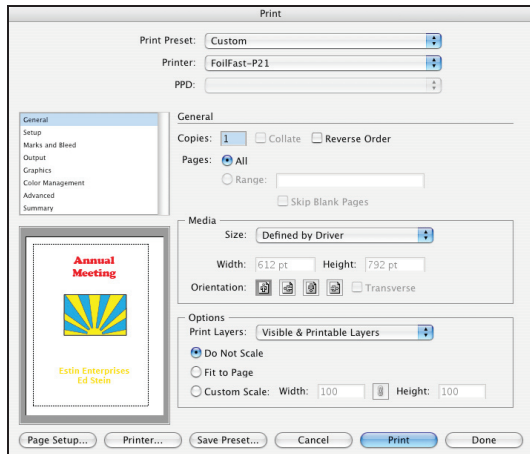 Print
Print Preset: Custom
Printer: FoilFast-P21
PPD:
General
Setup
Marks and Bleed
Output
Graphics
Color Management
Advanced
Summary
Annual
Meeting
Estin Enterprises
Ed Stein
General
Copies: 1 Collate Reverse Order
Pages: All
Range:
Skip Blank Pages
Media
Size: Defined by Driver
Width: 612 pt Height: 792 pt
Orientation: Transverse
Options
Print Layers: Visible & Printable Layers
Do Not Scale
Fit to Page
Custom Scale: Width: 100 Height: 100
Page Setup... Printer... Save Preset... Cancel Print Done